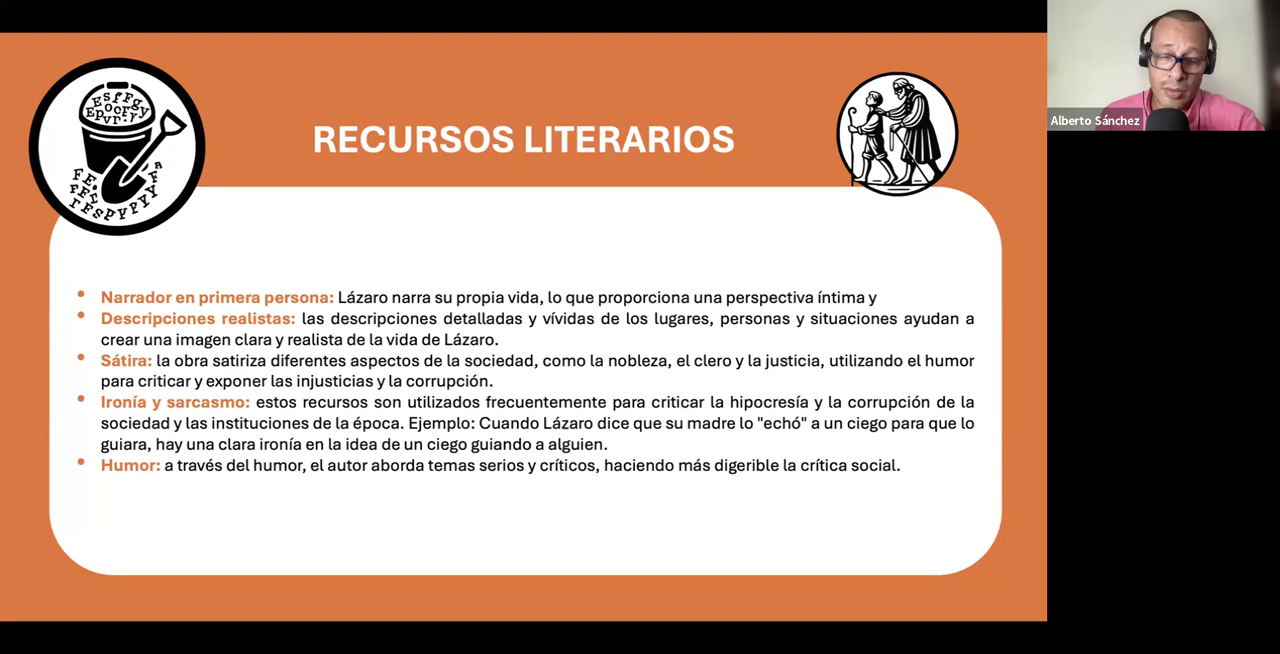 RECURSOS LITERARIOS
Alberto Sánchez
• Narrador en primera persona: Lázaro narra su propia vida, lo que proporciona una perspectiva íntima y
• Descripciones realistas: las descripciones detalladas y vívidas de los lugares, personas y situaciones ayudan a
crear una imagen clara y realista de la vida de Lázaro.
• Sátira: la obra satiriza diferentes aspectos de la sociedad, como la nobleza, el clero y la justicia, utilizando el humor
para criticar y exponer las injusticias y la corrupción.
• Ironía y sarcasmo: estos recursos son utilizados frecuentemente para criticar la hipocresía y la corrupción de la
sociedad y las instituciones de la época. Ejemplo: Cuando Lázaro dice que su madre lo "echó" a un ciego para que lo
guiara, hay una clara ironía en la idea de un ciego guiando a alguien.
• Humor: a través del humor, el autor aborda temas serios y críticos, haciendo más digerible la crítica social.